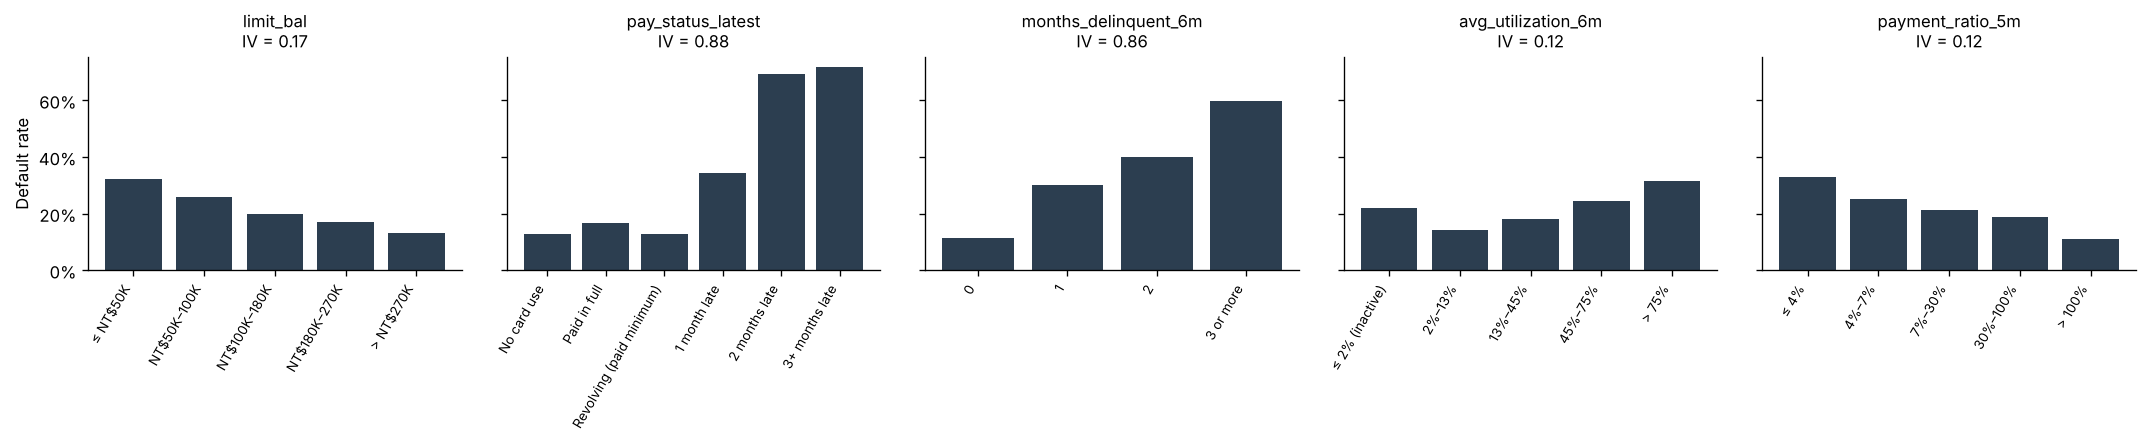 limit_bal
IV = 0.17
pay_status_latest
IV = 0.88
months_delinquent_6m
IV = 0.86
avg_utilization_6m
IV = 0.12
payment_ratio_5m
IV = 0.12
Default rate
60%
40%
20%
0%
≤ NT$50K
NT$50K–100K
NT$100K–180K
NT$180K–270K
> NT$270K
No card use
Paid in full
Revolving (paid minimum)
1 month late
2 months late
3+ months late
0
1
2
3 or more
≤ 2% (inactive)
2%–13%
13%–45%
45%–75%
> 75%
≤ 4%
4%–7%
7%–30%
30%–100%
> 100%